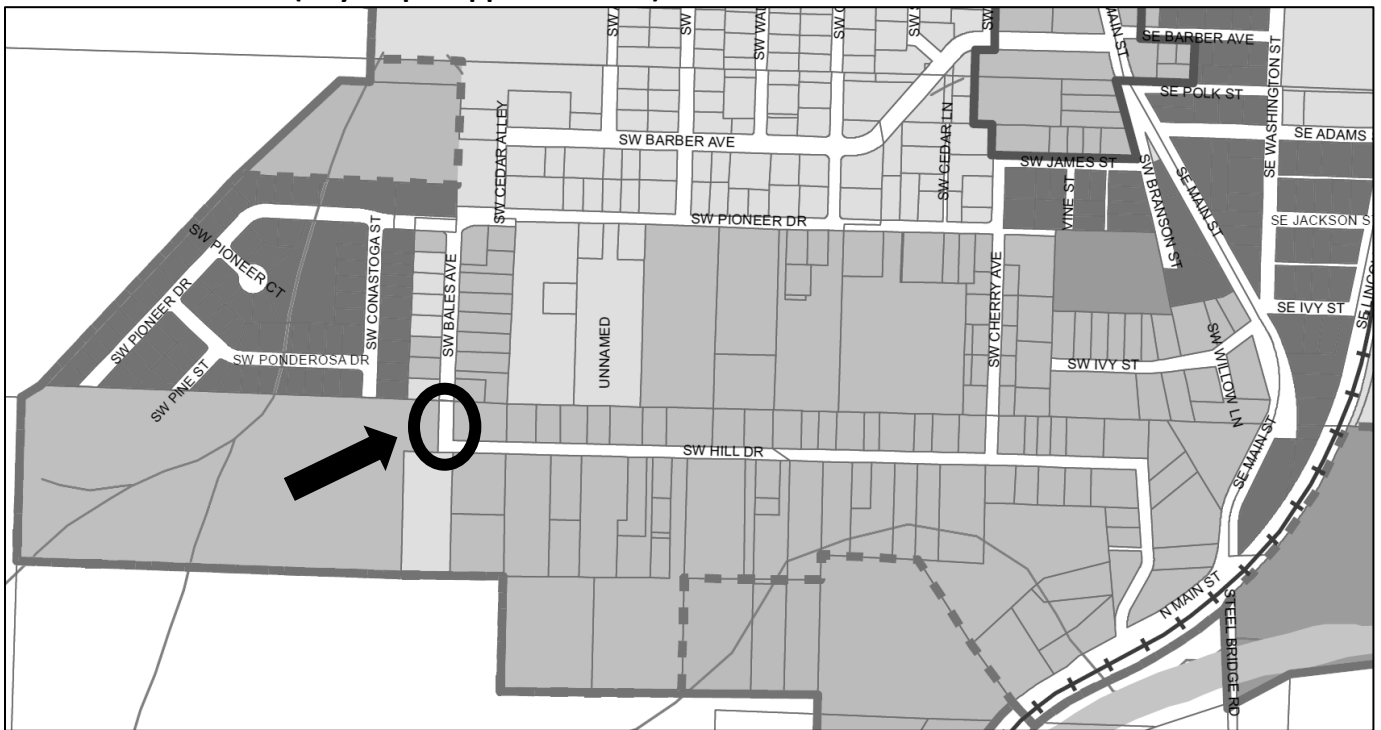 SE BARBER AVE
SE POLK ST
SE WASHINGTON ST
SE ADAMS
SW CEDAR ALLEY
SW BARBER AVE
SW CEDAR LN
SW JAMES ST
SW BRANSON ST
SE MAIN ST
VINE ST
SE JACKSON
SW PIONEER DR
SW PIONEER CT
SW CONASTOGA ST
SW PIONEER DR
SW BALES AVE
UNNAMED
SW CHERRY AVE
SE IVY ST
SW PONDEROSA DR
SW PINE ST
SW IVY ST
SW WILLOW LN
SW HILL DR
SE MAIN ST
N MAIN ST
STEEL BRIDGE RD